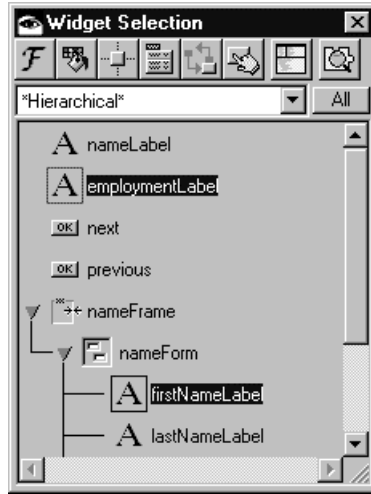 Widget Selection
F
*Hierarchical* All
A nameLabel
A employmentLabel
OK next
OK previous
nameFrame
nameForm
A firstNameLabel
A lastNameLabel